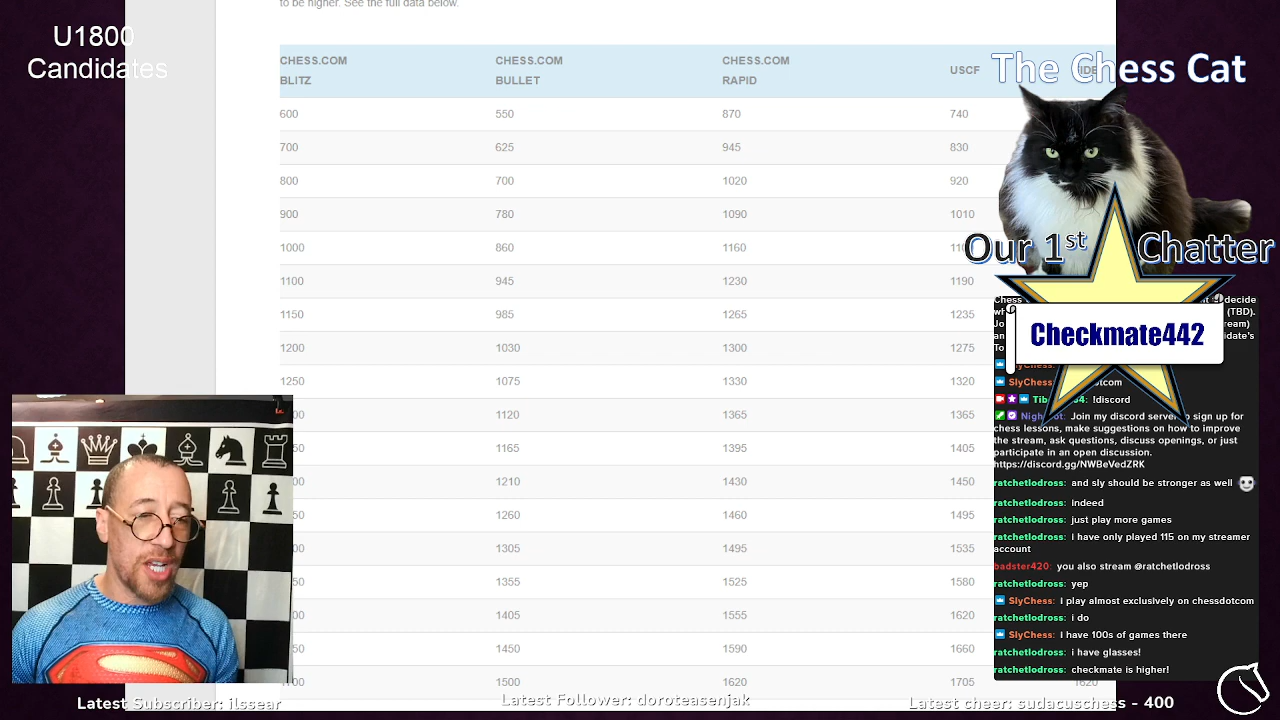 to be higher. See the full data below.
U1800
Candidates
CHESS.COM BLITZ CHESS.COM BULLET CHESS.COM RAPID USCF FIDE
600 550 870 740
700 625 945 830
800 700 1020 920
900 780 1090 1010
1000 860 1160
1100 945 1230 1190
1150 985 1265 1235
1200 1030 1300 1275
1250 1075 1330 1320
1120 1365 1365
1165 1395 1405
1210 1430 1450
1260 1460 1495
1305 1495 1535
1355 1525 1580
1405 1555 1620
1450 1590 1660
1500 1620 1705 1620
The Chess Cat
Our 1st Chatter
Checkmate442
Chess decide
(TBD).
SlyChess:
SlyChess:
!discord
Join my discord server to sign up for
chess lessons, make suggestions on how to improve
the stream, ask questions, discuss openings, or just
participate in an open discussion.
https://discord.gg/NWBeVedZRK
ratchetlodross: and sly should be stronger as well
ratchetlodross: indeed
ratchetlodross: just play more games
ratchetlodross: i have only played 115 on my streamer
account
badster420: you also stream @ratchetlodross
ratchetlodross: yep
SlyChess: I play almost exclusively on chessdotcom
ratchetlodross: i do
SlyChess: I have 100s of games there
ratchetlodross: i have glasses!
ratchetlodross: checkmate is higher!
Latest Subscriber: ilssear
Latest Follower: doroteasenjak
Latest cheer: sudacuschess - 400